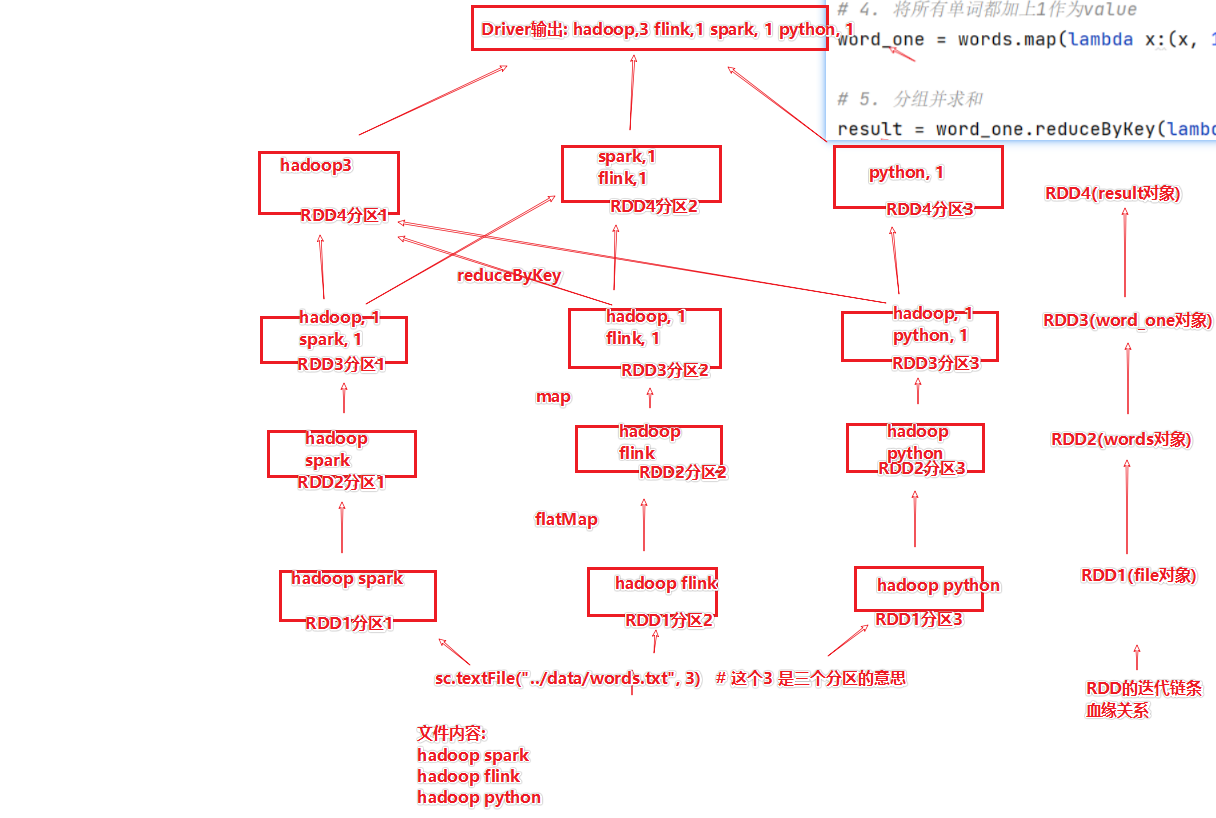 Driver输出: hadoop,3 flink,1 spark, 1 python, 1
# 4. 将所有单词都加上1作为value
word_one = words.map(lambda x:(x, 1
# 5. 分组并求和
result = word_one.reduceByKey(lambd
hadoop3
RDD4分区1
spark,1
flink,1
RDD4分区2
python, 1
RDD4分区3
RDD4(result对象)
reduceByKey
hadoop, 1
spark, 1
RDD3分区1
hadoop, 1
flink, 1
RDD3分区2
hadoop, 1
python, 1
RDD3分区3
RDD3(word_one对象)
map
hadoop
spark
RDD2分区1
hadoop
flink
RDD2分区2
hadoop
python
RDD2分区3
RDD2(words对象)
flatMap
hadoop spark
RDD1分区1
hadoop flink
RDD1分区2
hadoop python
RDD1分区3
RDD1(file对象)
sc.textFile("../data/words.txt", 3) # 这个3 是三个分区的意思
RDD的迭代链条
血缘关系
文件内容:
hadoop spark
hadoop flink
hadoop python